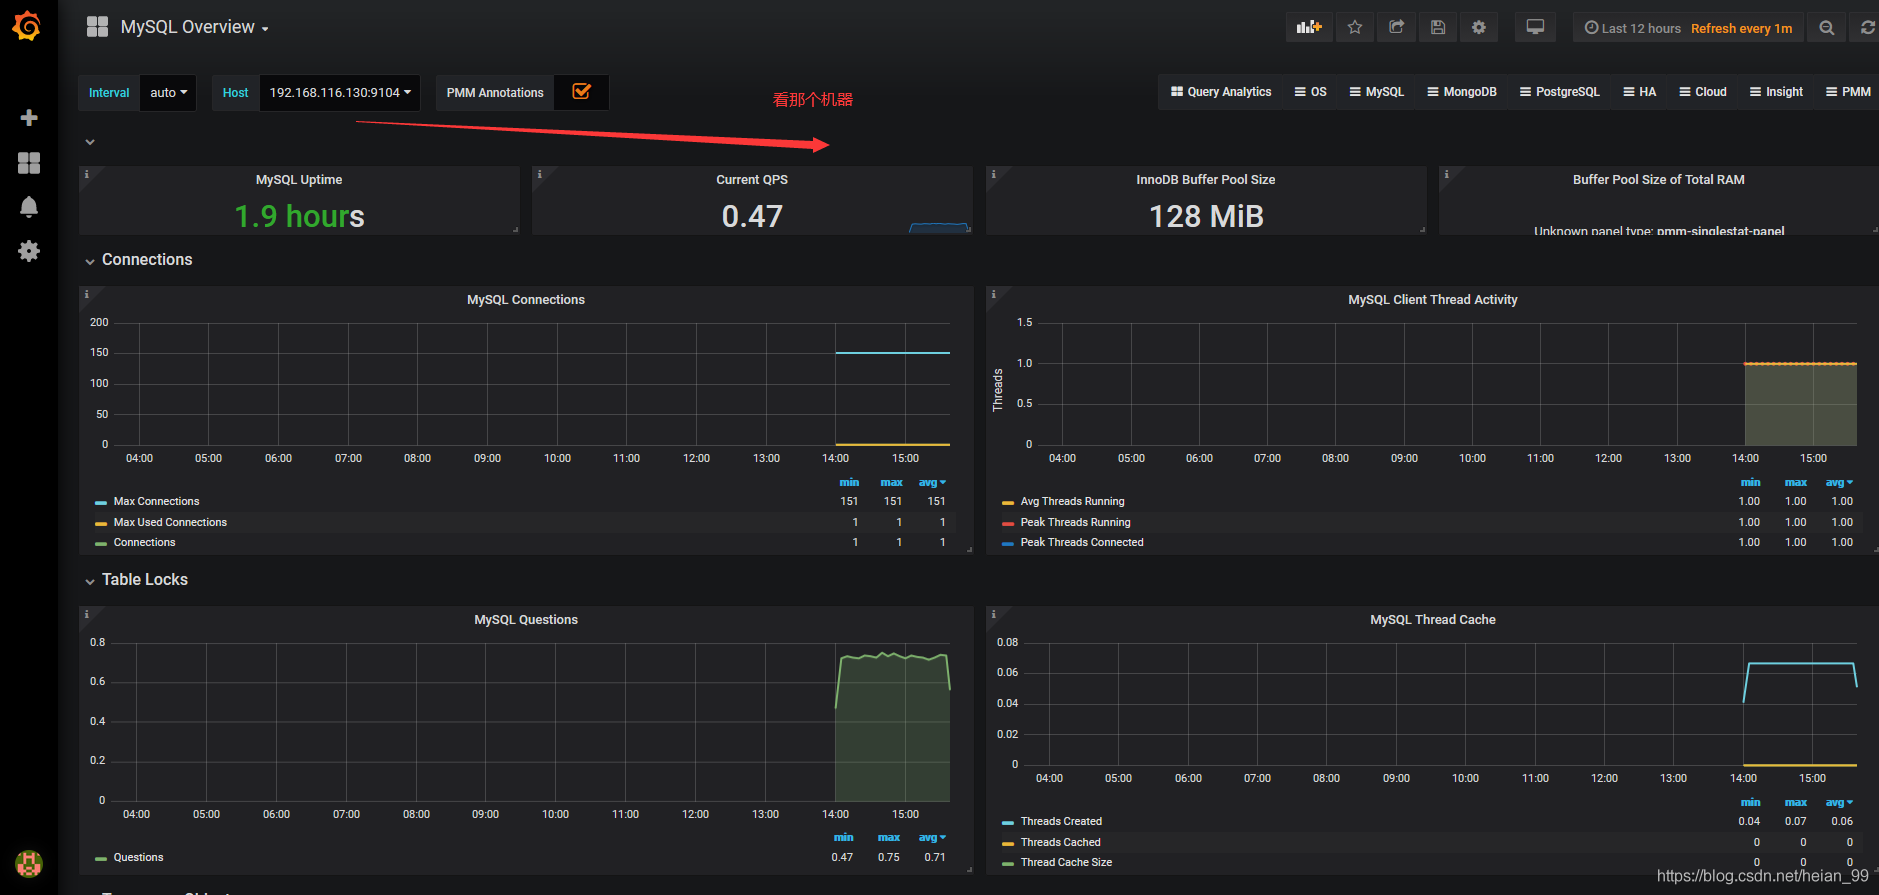 MySQL Overview
Last 12 hours Refresh every 1m
Interval auto Host 192.168.116.130:9104 PMM Annotations
Query Analytics OS MySQL MongoDB PostgreSQL HA Cloud Insight PMM
看那个机器
MySQL Uptime
1.9 hours
Current QPS
0.47
InnoDB Buffer Pool Size
128 MiB
Buffer Pool Size of Total RAM
Unknown panel type: pmm-singlestat-panel
Connections
MySQL Connections
200
150
100
50
0
04:00 05:00 06:00 07:00 08:00 09:00 10:00 11:00 12:00 13:00 14:00 15:00
min max avg
Max Connections 151 151 151
Max Used Connections 1 1 1
Connections 1 1 1
MySQL Client Thread Activity
Threads
1.5
1.0
0.5
0
04:00 05:00 06:00 07:00 08:00 09:00 10:00 11:00 12:00 13:00 14:00 15:00
min max avg
Avg Threads Running 1.00 1.00 1.00
Peak Threads Running 1.00 1.00 1.00
Peak Threads Connected 1.00 1.00 1.00
Table Locks
MySQL Questions
0.8
0.6
0.4
0.2
0
04:00 05:00 06:00 07:00 08:00 09:00 10:00 11:00 12:00 13:00 14:00 15:00
min max avg
Questions 0.47 0.75 0.71
MySQL Thread Cache
0.08
0.06
0.04
0.02
0
04:00 05:00 06:00 07:00 08:00 09:00 10:00 11:00 12:00 13:00 14:00 15:00
min max avg
Threads Created 0.04 0.07 0.06
Threads Cached 0 0 0
Thread Cache Size 0 0 0
https://blog.csdn.net/heian_99